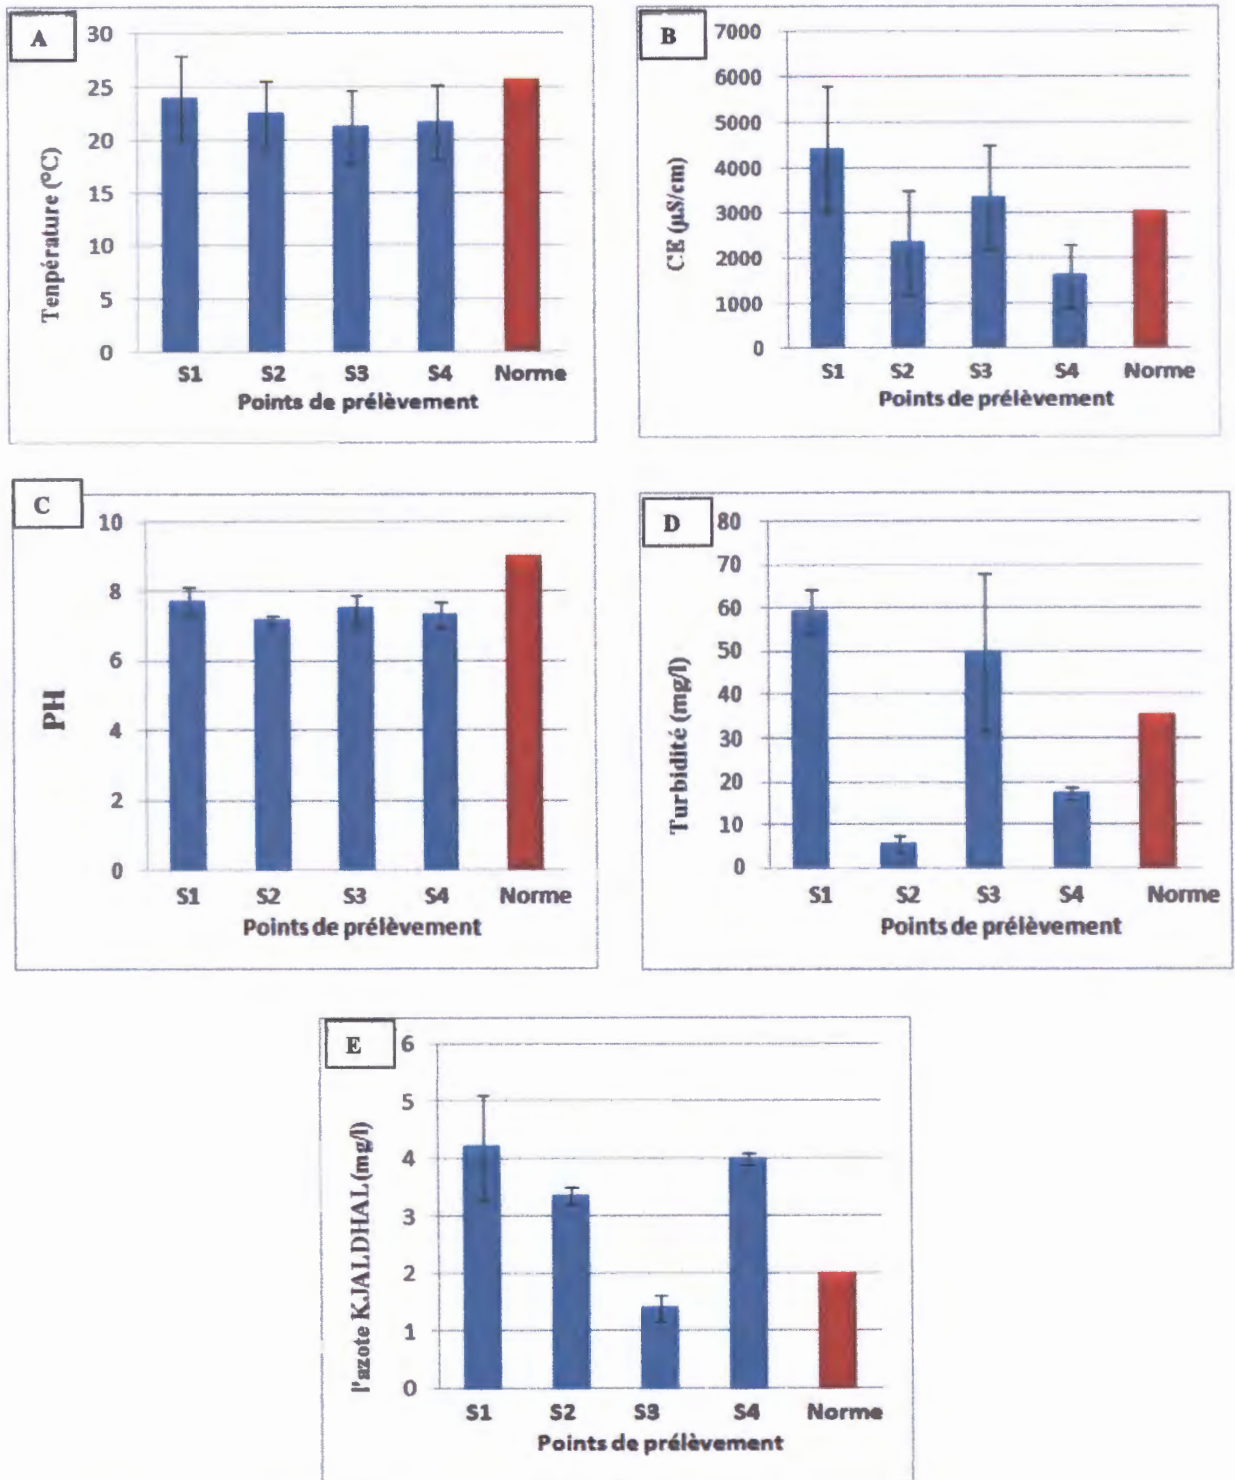 A
30
25
20
15
10
5
0
Tenpérature (°C)
S1 S2 S3 S4 Norme
Points de prélèvement
B
7000
6000
5000
4000
3000
2000
1000
0
CE (µS/cm)
S1 S2 S3 S4 Norme
Points de prélèvement
C
10
8
6
4
2
0
PH
S1 S2 S3 S4 Norme
Points de prélèvement
D
80
70
60
50
40
30
20
10
0
Turbidité (mg/l)
S1 S2 S3 S4 Norme
Points de prélèvement
E
6
5
4
3
2
1
0
l'azote KJALDHAL (mg/l)
S1 S2 S3 S4 Norme
Points de prélèvement